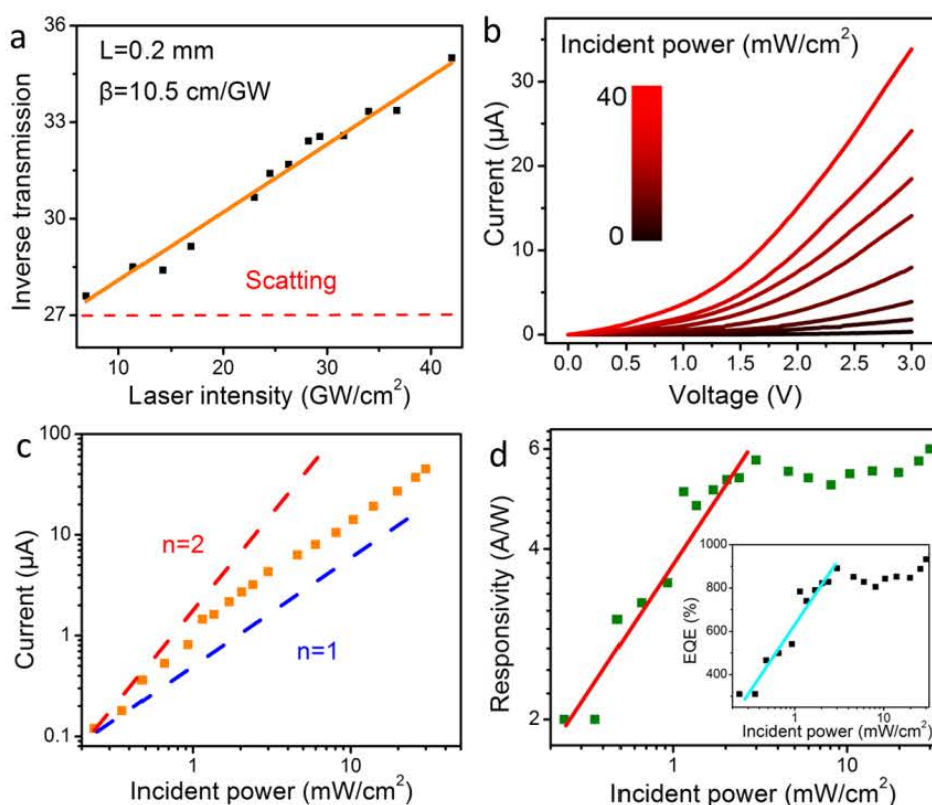 a
L=0.2 mm
β=10.5 cm/GW
Scatting
Inverse transmission
36
33
30
27
10 20 30 40
Laser intensity (GW/cm²)
b
Incident power (mW/cm²)
40
0
Current (µA)
30
20
10
0
0.0 0.5 1.0 1.5 2.0 2.5 3.0
Voltage (V)
c
n=2
n=1
Current (µA)
100
10
1
0.1
1 10
Incident power (mW/cm²)
d
Responsivity (A/W)
6
4
2
1 10
Incident power (mW/cm²)
EQE (%)
1000
800
600
400
1 10
Incident power (mW/cm²)